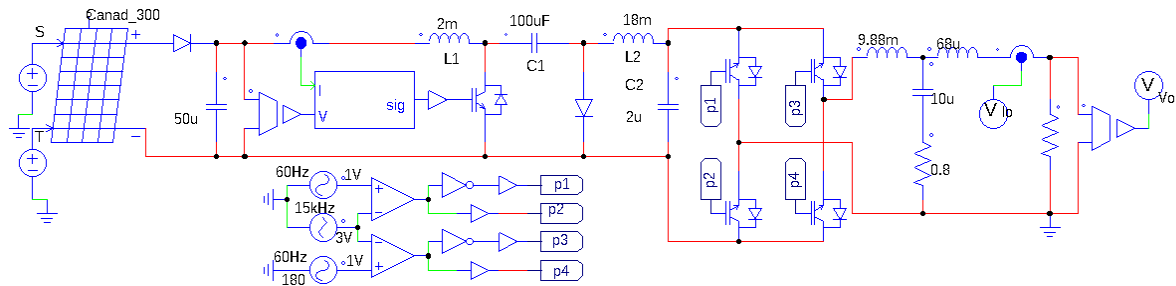 Canad_300
S
+
T
−
50u
I
V
sig
2m
L1
100uF
C1
18m
L2
C2
2u
p1
p3
p2
p4
9.88m
68u
10u
0.8
V Io
V
Vo
60Hz
.1V
15kHz
3V
60Hz
.1V
180
p1
p2
p3
p4